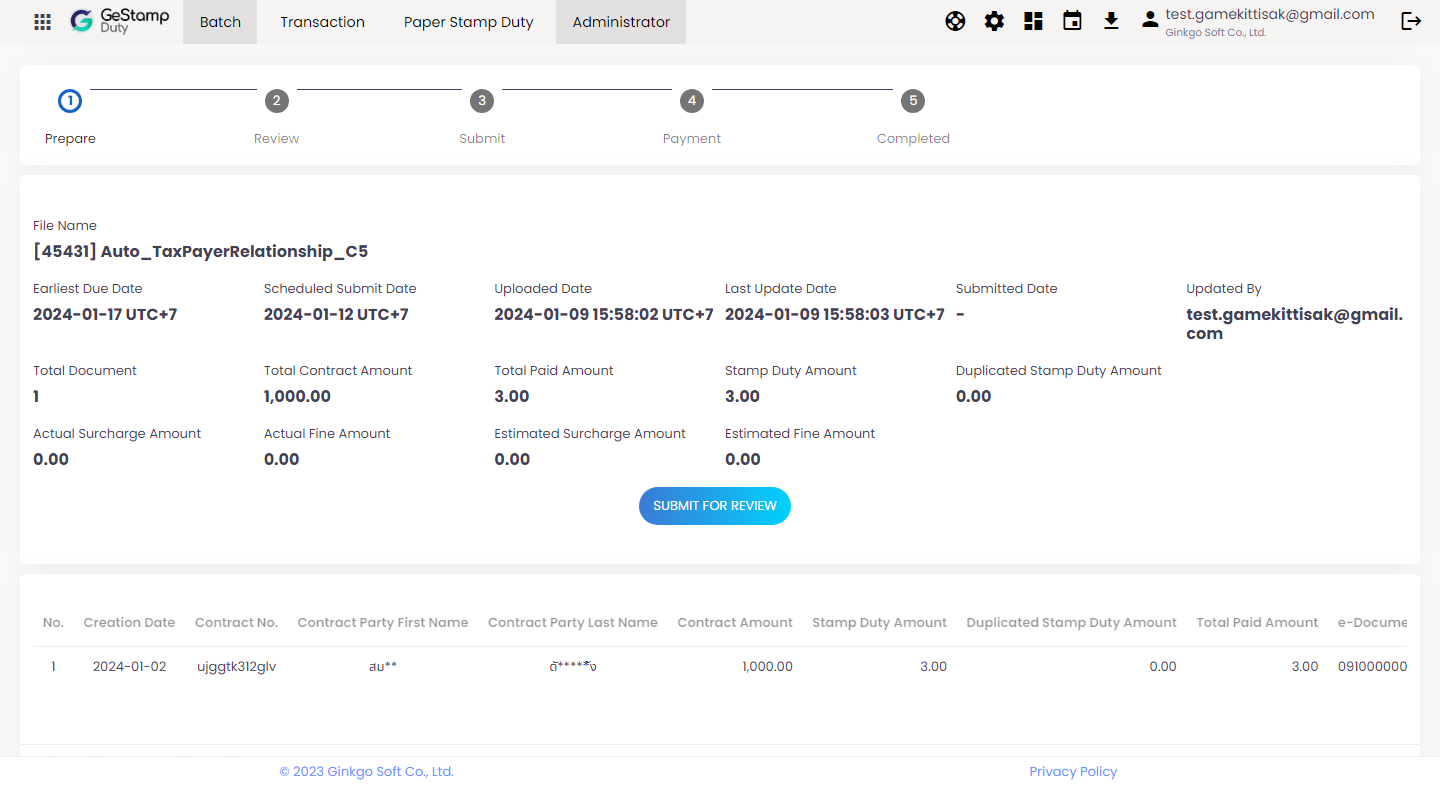 GeStamp
Duty
Batch
Transaction
Paper Stamp Duty
Administrator
test.gamekittisak@gmail.com
Ginkgo Soft Co., Ltd.
1
2
3
4
5
Prepare
Review
Submit
Payment
Completed
File Name
[45431] Auto_TaxPayerRelationship_C5
Earliest Due Date
Scheduled Submit Date
Uploaded Date
Last Update Date
Submitted Date
Updated By
2024-01-17 UTC+7
2024-01-12 UTC+7
2024-01-09 15:58:02 UTC+7
2024-01-09 15:58:03 UTC+7
-
test.gamekittisak@gmail.
com
Total Document
Total Contract Amount
Total Paid Amount
Stamp Duty Amount
Duplicated Stamp Duty Amount
1
1,000.00
3.00
3.00
0.00
Actual Surcharge Amount
Actual Fine Amount
Estimated Surcharge Amount
Estimated Fine Amount
0.00
0.00
0.00
0.00
SUBMIT FOR REVIEW
No.
Creation Date
Contract No.
Contract Party First Name
Contract Party Last Name
Contract Amount
Stamp Duty Amount
Duplicated Stamp Duty Amount
Total Paid Amount
e-Docume
1
2024-01-02
ujggtk312glv
สม**
1,000.00
3.00
0.00
3.00
091000000
© 2023 Ginkgo Soft Co., Ltd.
Privacy Policy